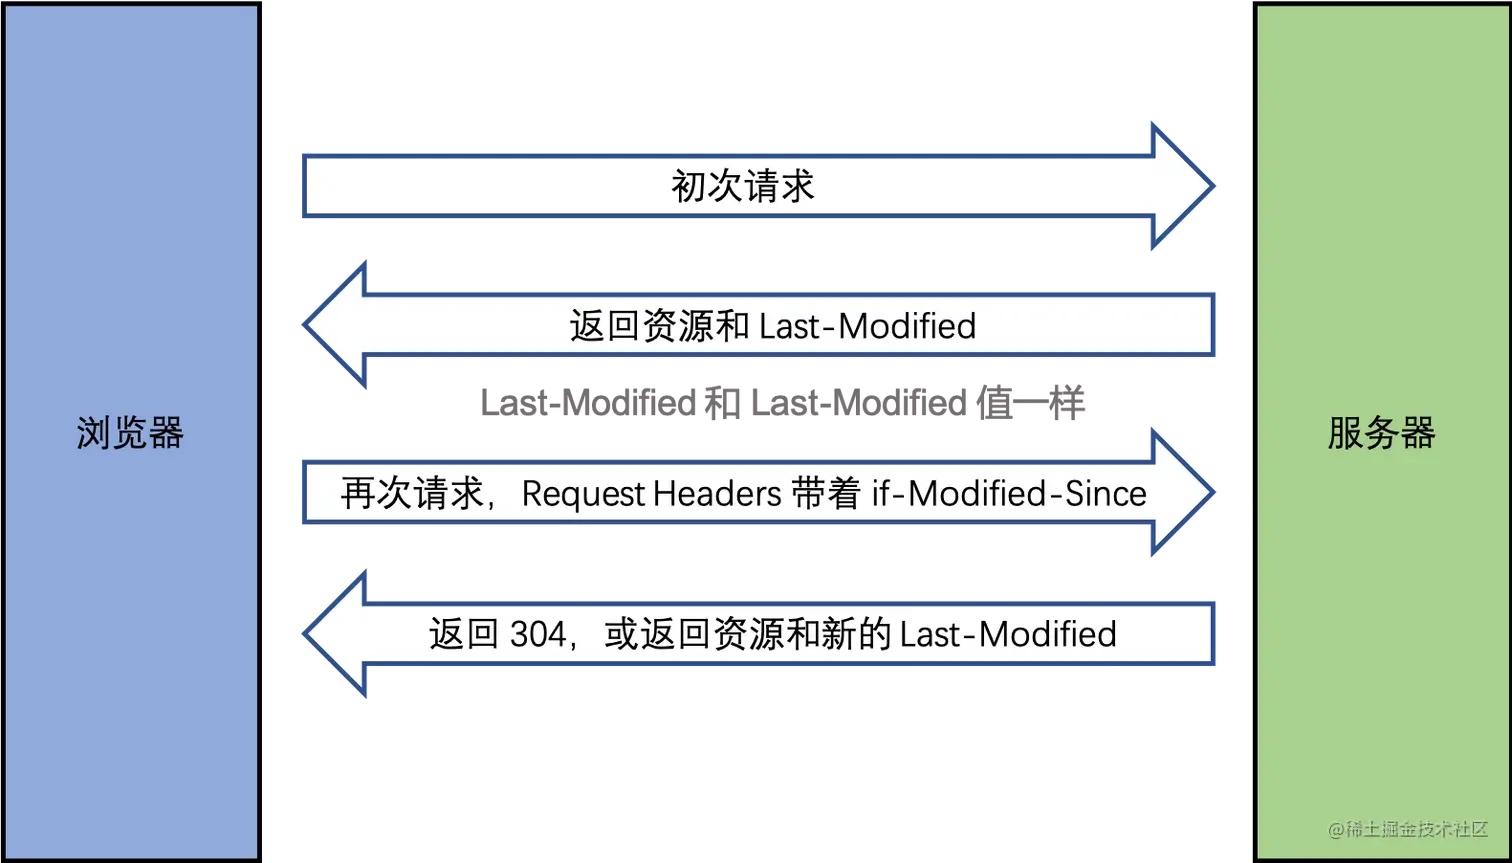 初次请求
返回资源和 Last-Modified
Last-Modified 和 Last-Modified 值一样
浏览器
服务器
再次请求，Request Headers 带着 if-Modified-Since
返回 304，或返回资源和新的 Last-Modified
@稀土掘金技术社区